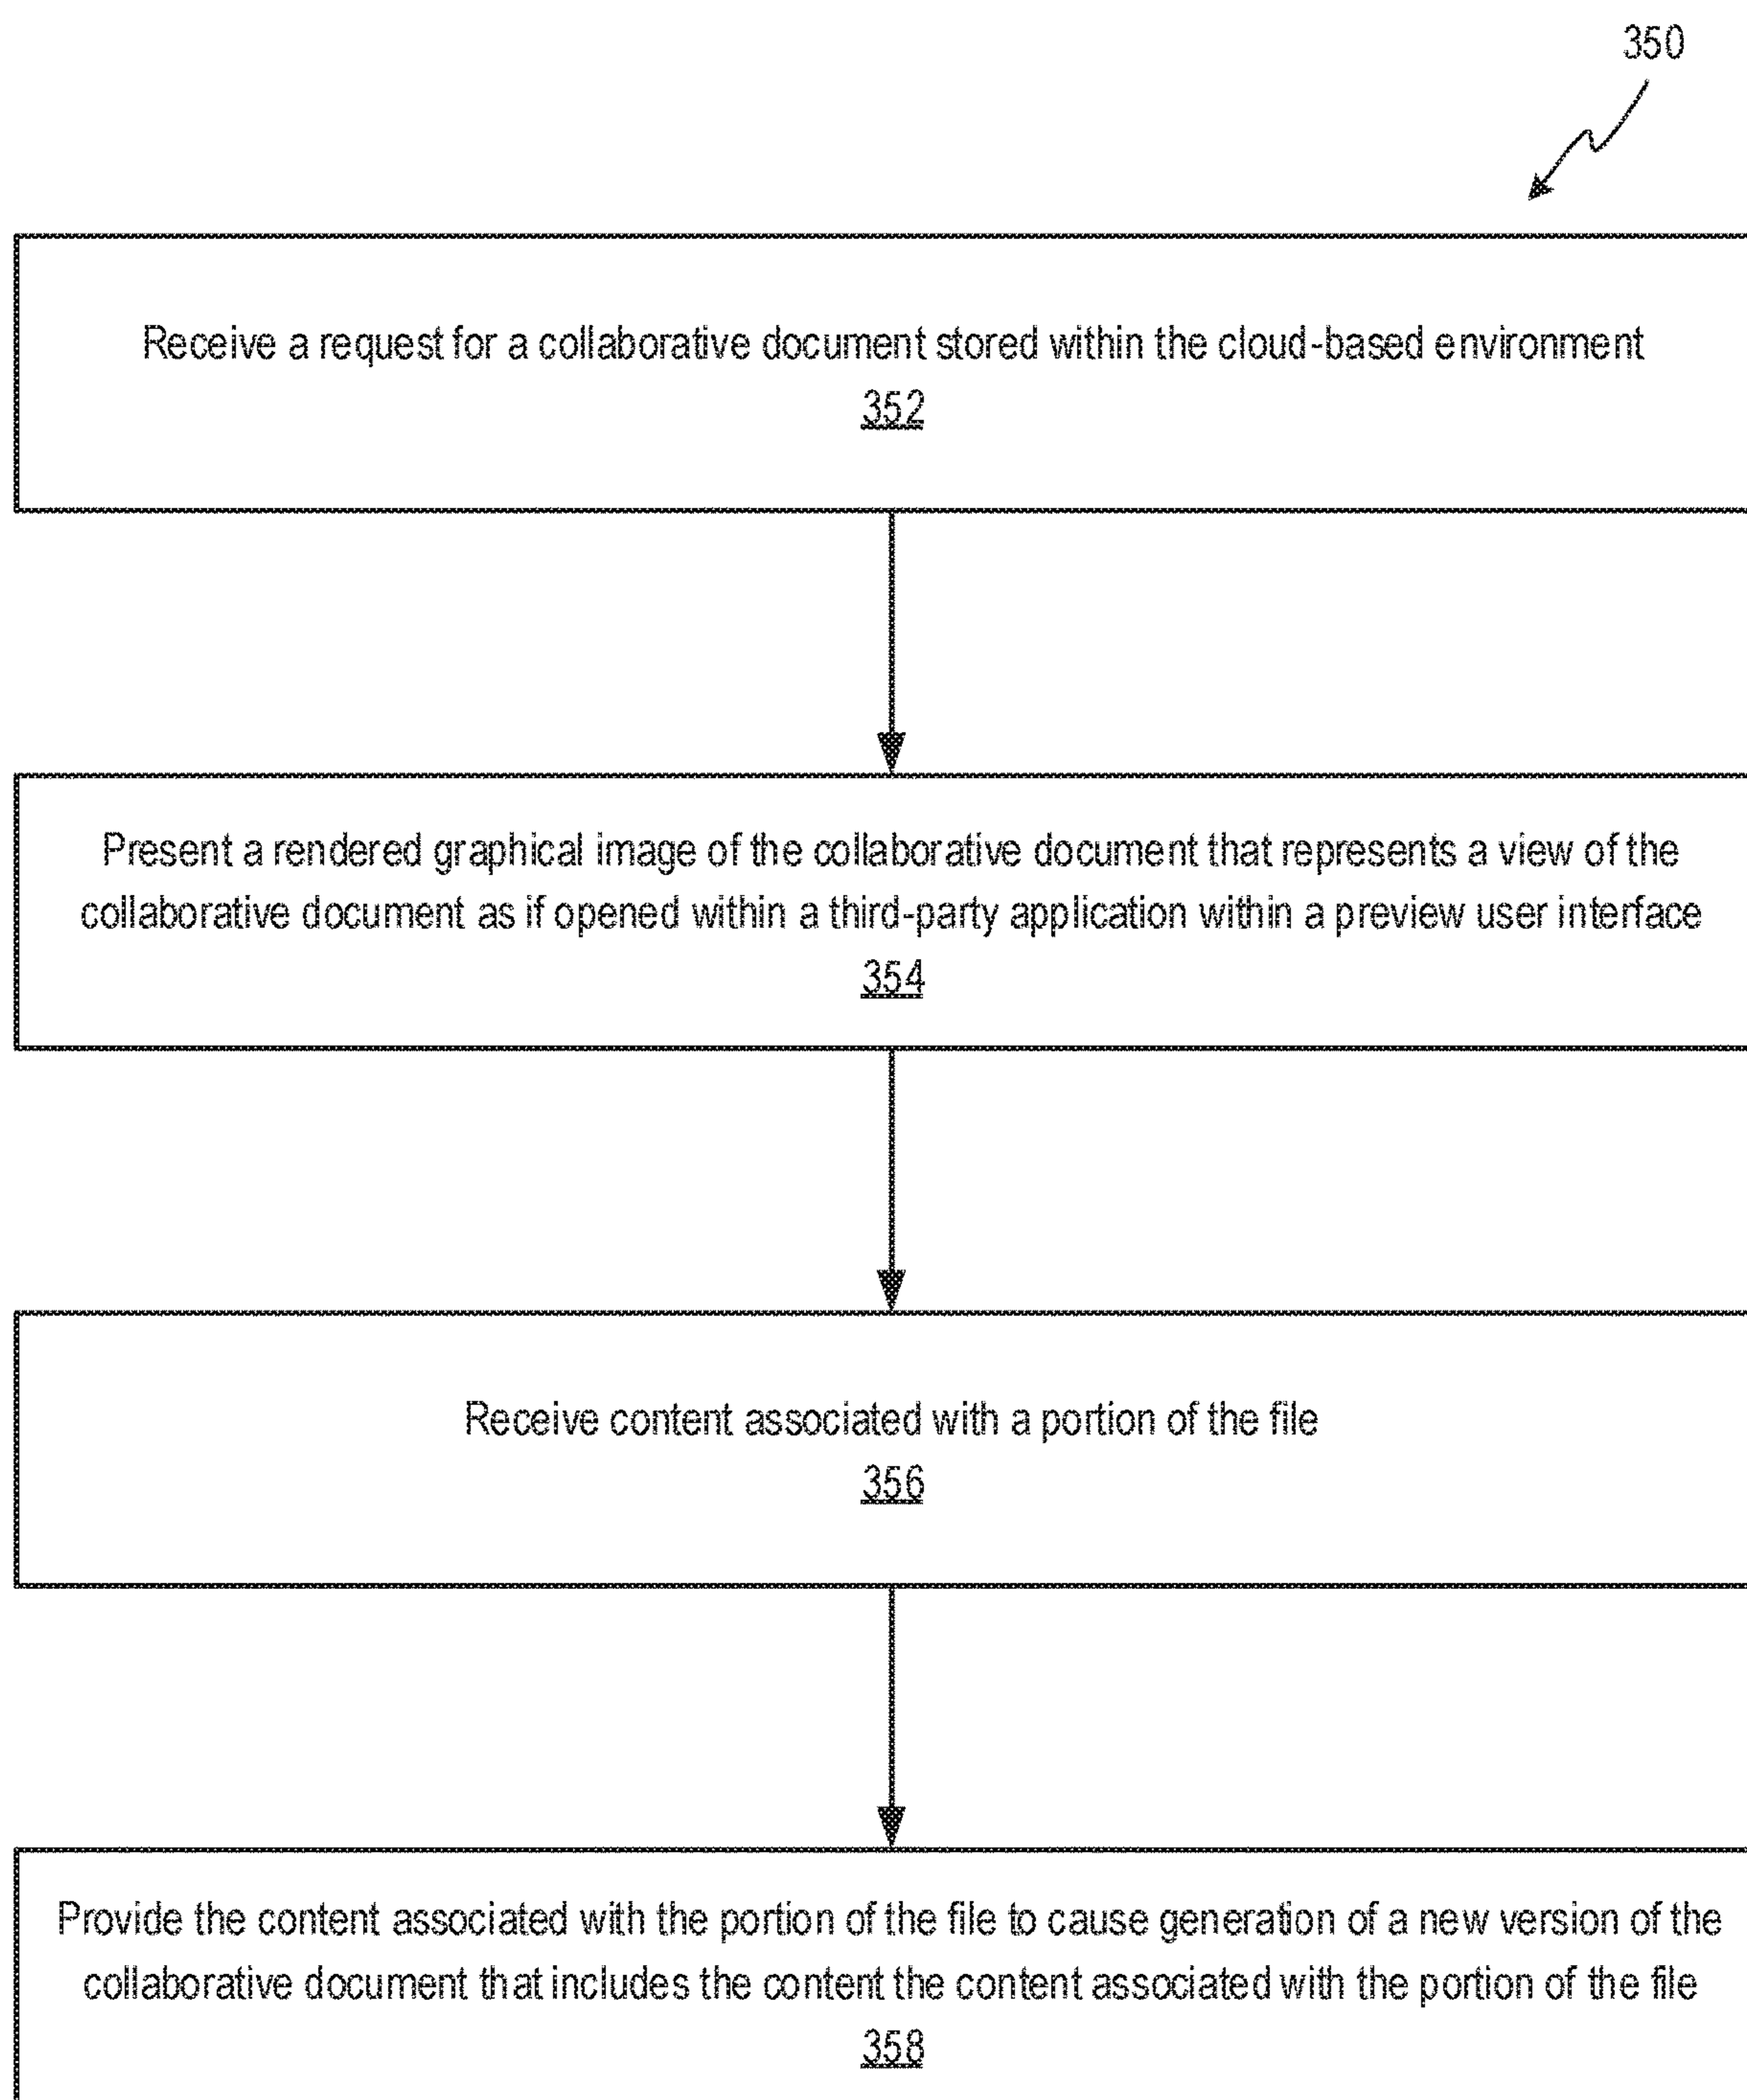 350
Receive a request for a collaborative document stored within the cloud-based environment
352
Present a rendered graphical image of the collaborative document that represents a view of the
collaborative document as if opened within a third-party application within a preview user interface
354
Receive content associated with a portion of the file
356
Provide the content associated with the portion of the file to cause generation of a new version of the
collaborative document that includes the content the content associated with the portion of the file
358